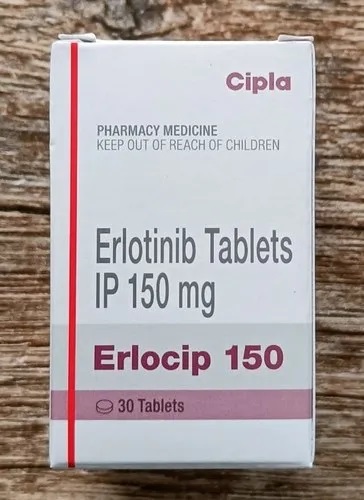 Cipla
PHARMACY MEDICINE
KEEP OUT OF REACH OF CHILDREN
Erlotinib Tablets
IP 150 mg
Erlocip 150
30 Tablets